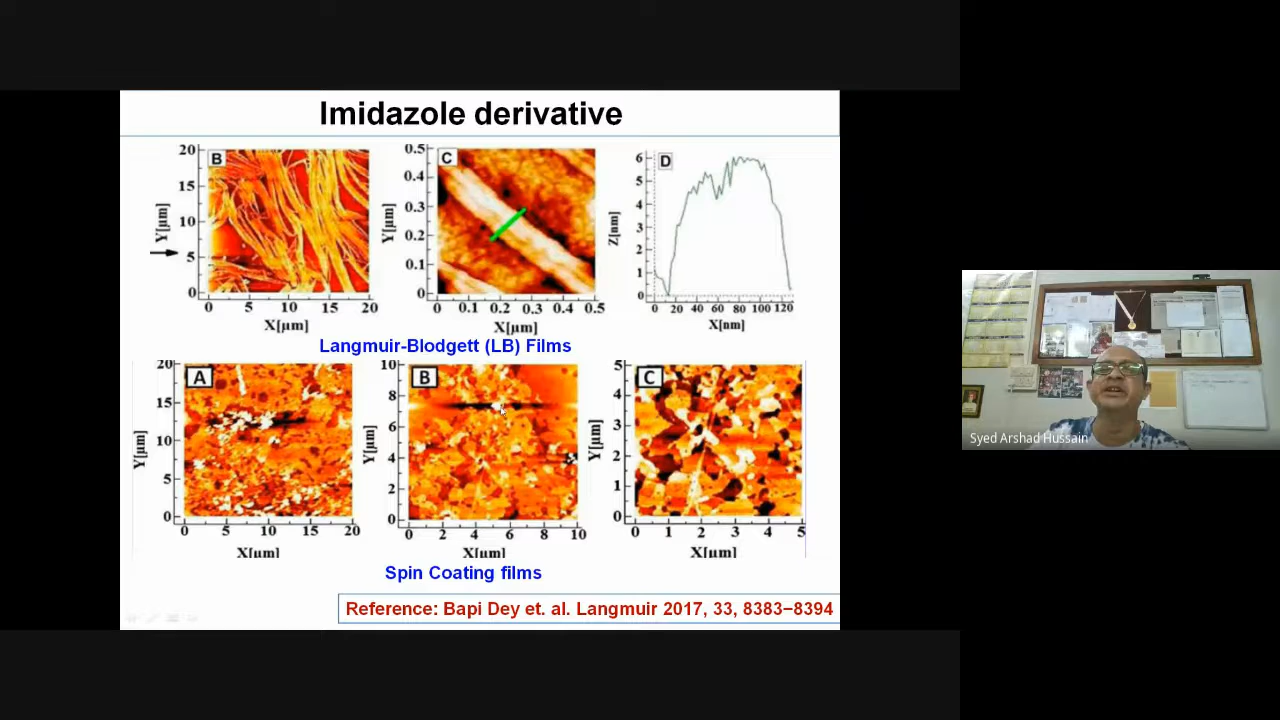 Imidazole derivative
B
20
15
10
5
0
Y[μm]
0 5 10 15 20
X[μm]
C
0.5
0.4
0.3
0.2
0.1
0
Y[μm]
0 0.1 0.2 0.3 0.4 0.5
X[μm]
D
6
5
4
3
2
1
0
Z[nm]
0 20 40 60 80 100 120
X[nm]
Langmuir-Blodgett (LB) Films
A
20
15
10
5
0
Y[μm]
0 5 10 15 20
X[μm]
B
10
8
6
4
2
0
Y[μm]
0 2 4 6 8 10
X[μm]
C
5
4
3
2
1
0
Y[μm]
0 1 2 3 4 5
X[μm]
Spin Coating films
Reference: Bapi Dey et. al. Langmuir 2017, 33, 8383−8394
Syed Arshad Hussain